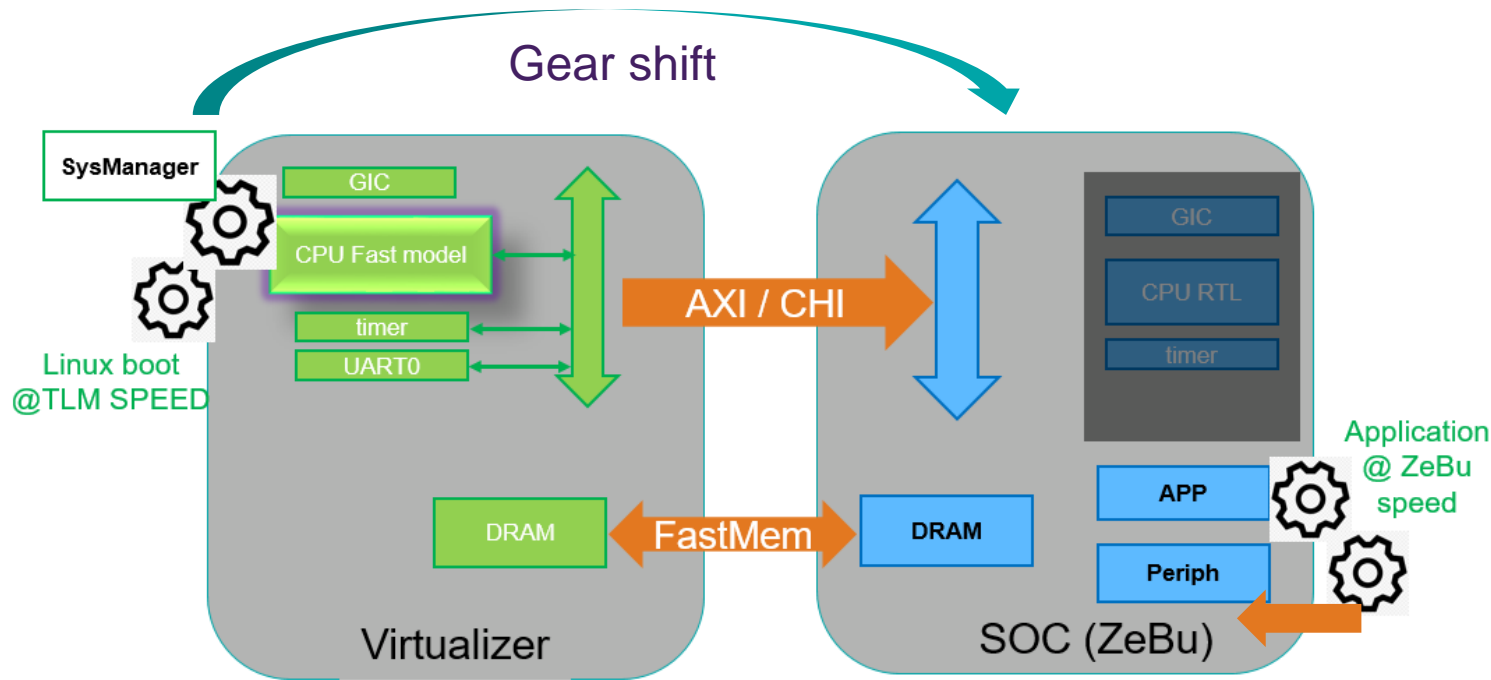 Gear shift
SysManager
GIC
CPU Fast model
timer
UART0
Linux boot
@TLM SPEED
DRAM
Virtualizer
AXI / CHI
FastMem
GIC
CPU RTL
timer
Application
@ ZeBu
speed
APP
DRAM
Periph
SOC (ZeBu)